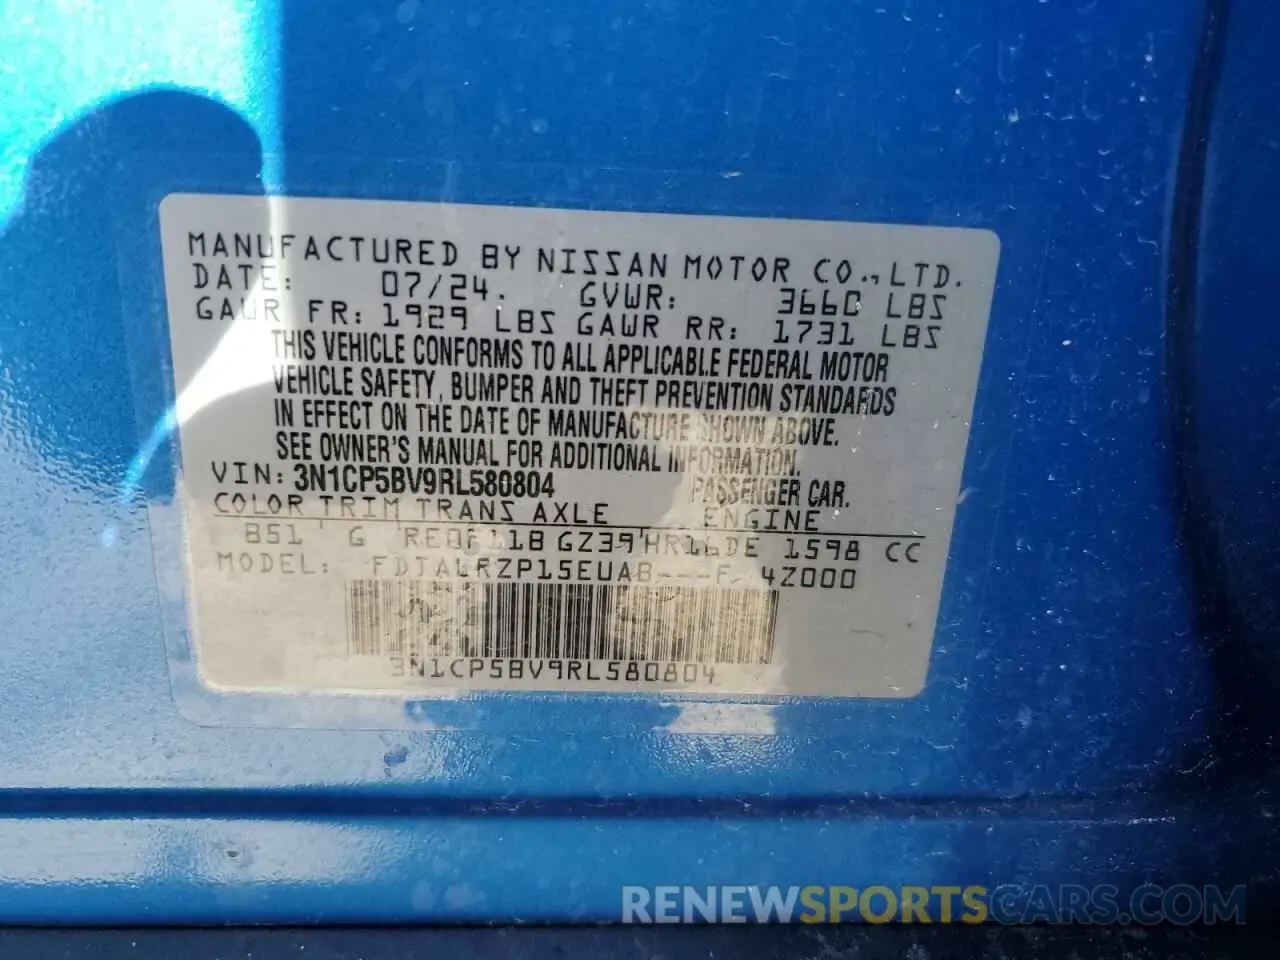 MANUFACTURED BY NISSAN MOTOR CO., LTD.
DATE: 07/24. GVWR: 3660 LBS
GAWR FR: 1929 LBS GAWR RR: 1731 LBS
THIS VEHICLE CONFORMS TO ALL APPLICABLE FEDERAL MOTOR
VEHICLE SAFETY, BUMPER AND THEFT PREVENTION STANDARDS
IN EFFECT ON THE DATE OF MANUFACTURE SHOWN ABOVE.
SEE OWNER'S MANUAL FOR ADDITIONAL INFORMATION.
VIN: 3N1CP5BV9RL580804 PASSENGER CAR.
COLOR TRIM TRANS AXLE ENGINE
B51 G RE0F11B GZ39 HR16DE 1598 CC
MODEL: FDTALRZP15EUAB---F 4Z000
3N1CP5BV9RL580804
RENEWSPORTSCARS.COM